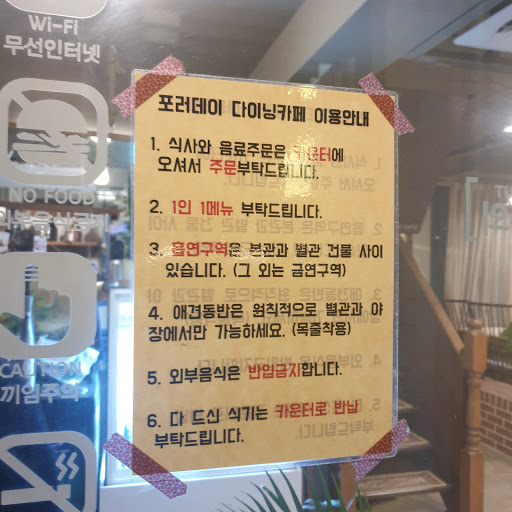 Wi-Fi
무선인터넷
NO FOOD
외부음식금지
CAUTION
끼임주의
포러데이 다이닝카페 이용안내
1. 식사와 음료주문은 카운터에
오셔서 주문부탁드립니다.
2. 1인 1메뉴 부탁드립니다.
3. 흡연구역은 본관과 별관 건물 사이
있습니다. (그 외는 금연구역)
4. 애견동반은 원칙적으로 별관과 야
장에서만 가능하세요. (목줄착용)
5. 외부음식은 반입금지합니다.
6. 다 드신 식기는 카운터로 반납
부탁드립니다.